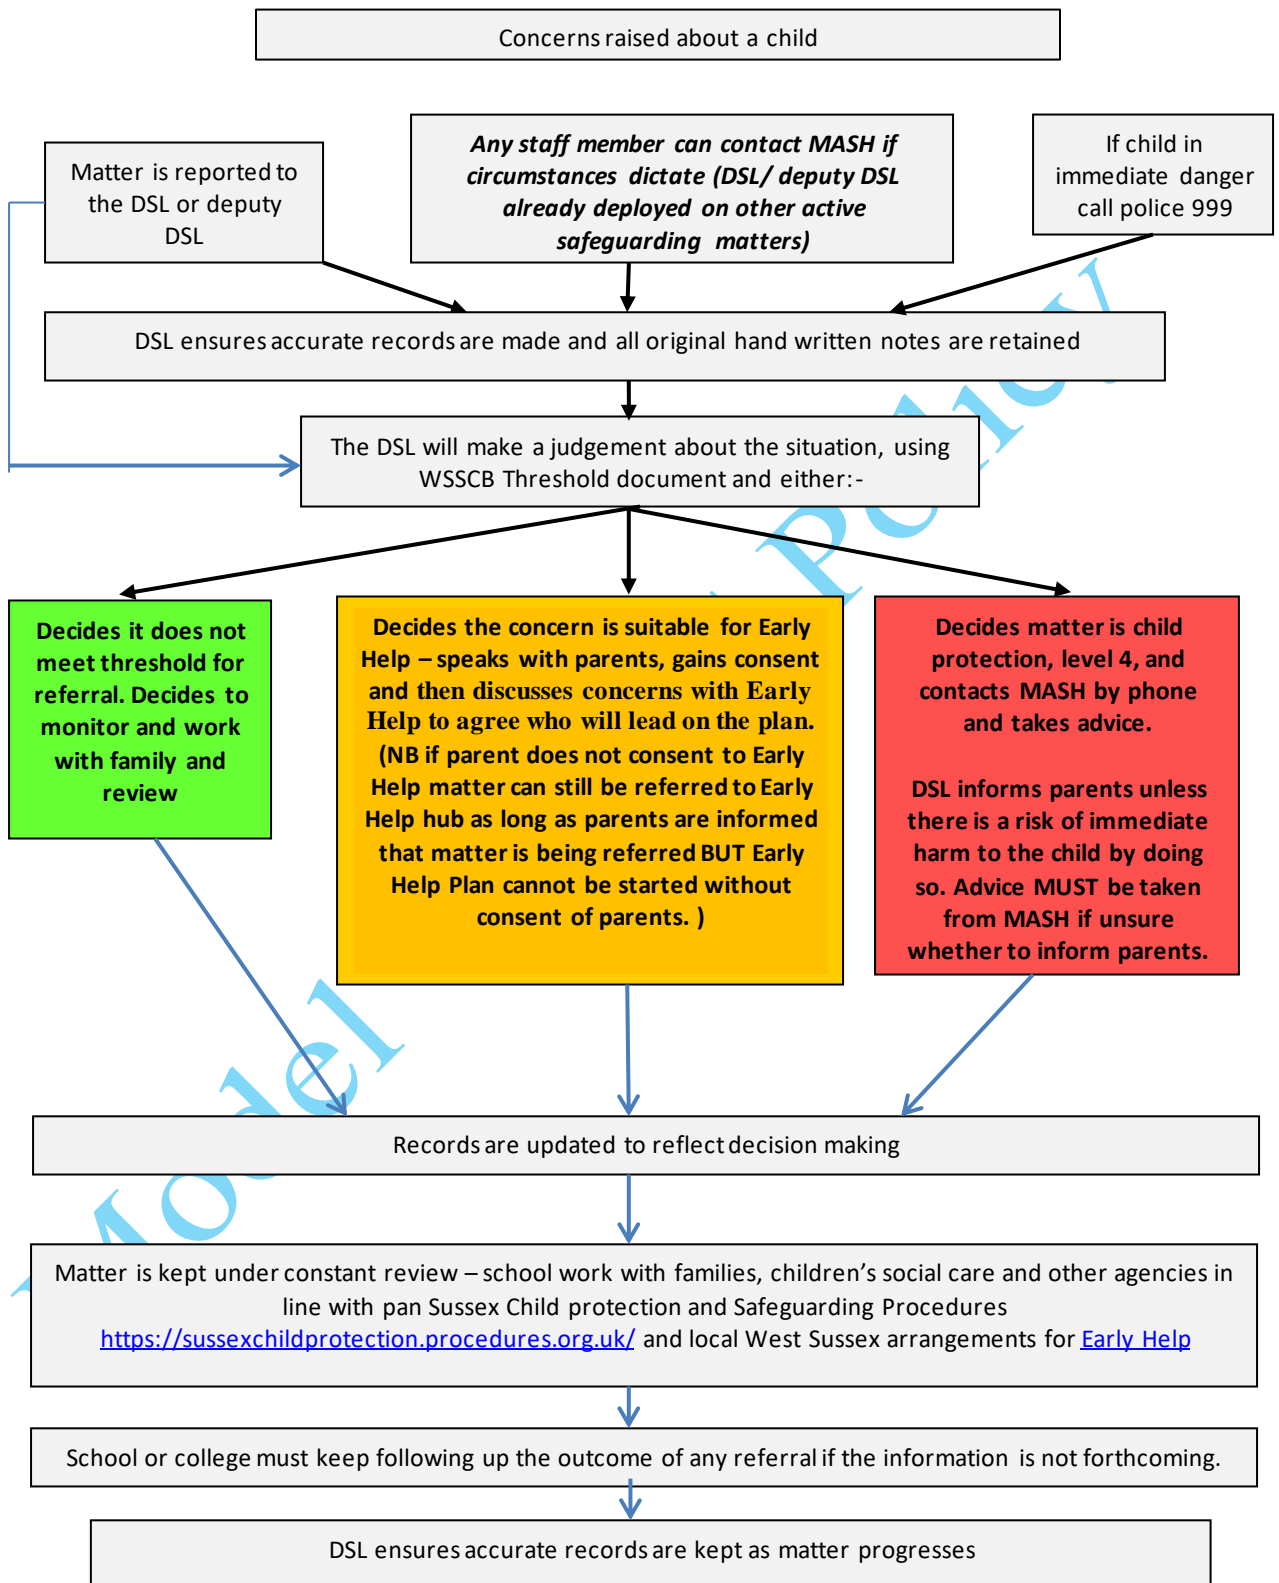 Concerns raised about a child
Matter is reported to
the DSL or deputy
DSL
Any staff member can contact MASH if
circumstances dictate (DSL/ deputy DSL
already deployed on other active
safeguarding matters)
If child in
immediate danger
call police 999
DSL ensures accurate records are made and all original hand written notes are retained
The DSL will make a judgement about the situation, using
WSSCB Threshold document and either:-
Decides it does not
meet threshold for
referral. Decides to
monitor and work
with family and
review
Decides the concern is suitable for Early
Help – speaks with parents, gains consent
and then discusses concerns with Early
Help to agree who will lead on the plan.
(NB if parent does not consent to Early
Help matter can still be referred to Early
Help hub as long as parents are informed
that matter is being referred BUT Early
Help Plan cannot be started without
consent of parents. )
Decides matter is child
protection, level 4, and
contacts MASH by phone
and takes advice.
DSL informs parents unless
there is a risk of immediate
harm to the child by doing
so. Advice MUST be taken
from MASH if unsure
whether to inform parents.
Records are updated to reflect decision making
Matter is kept under constant review – school work with families, children’s social care and other agencies in
line with pan Sussex Child protection and Safeguarding Procedures
https://sussexchildprotection.procedures.org.uk/ and local West Sussex arrangements for Early Help
School or college must keep following up the outcome of any referral if the information is not forthcoming.
DSL ensures accurate records are kept as matter progresses
Model Policy